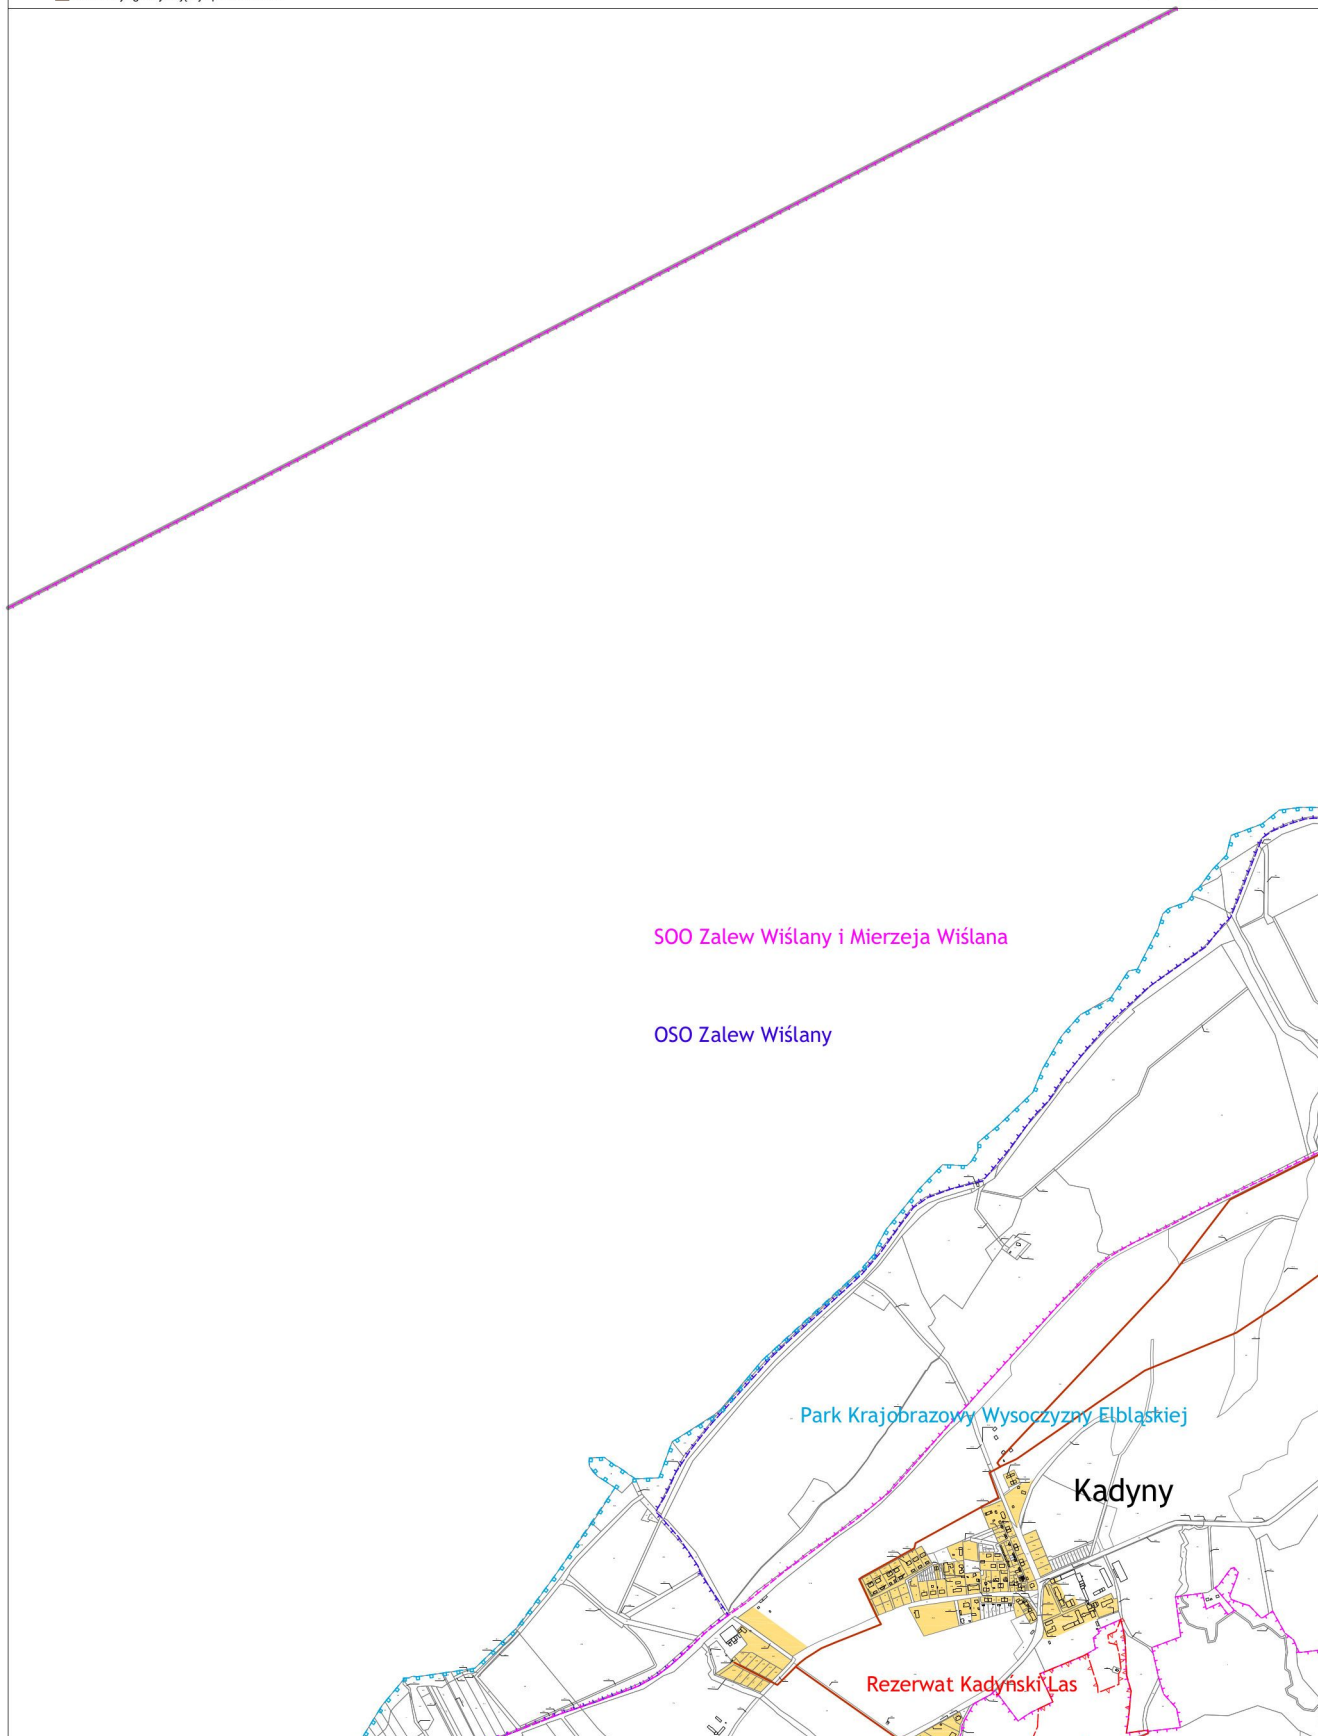 SOO Zalew Wiślany i Mierzeja Wiślana
OSO Zalew Wiślany
Park Krajobrazowy Wysoczyzny Elbląskiej
Kadyny
Rezerwat Kadyński Las